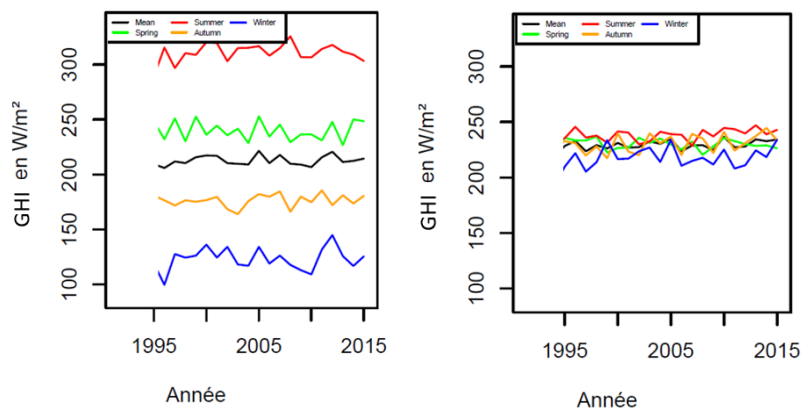 Mean Summer Winter
Spring Autumn
GHI en W/m²
300
250
200
150
100
1995 2005 2015
Année
Mean Summer Winter
Spring Autumn
GHI en W/m²
300
250
200
150
100
1995 2005 2015
Année